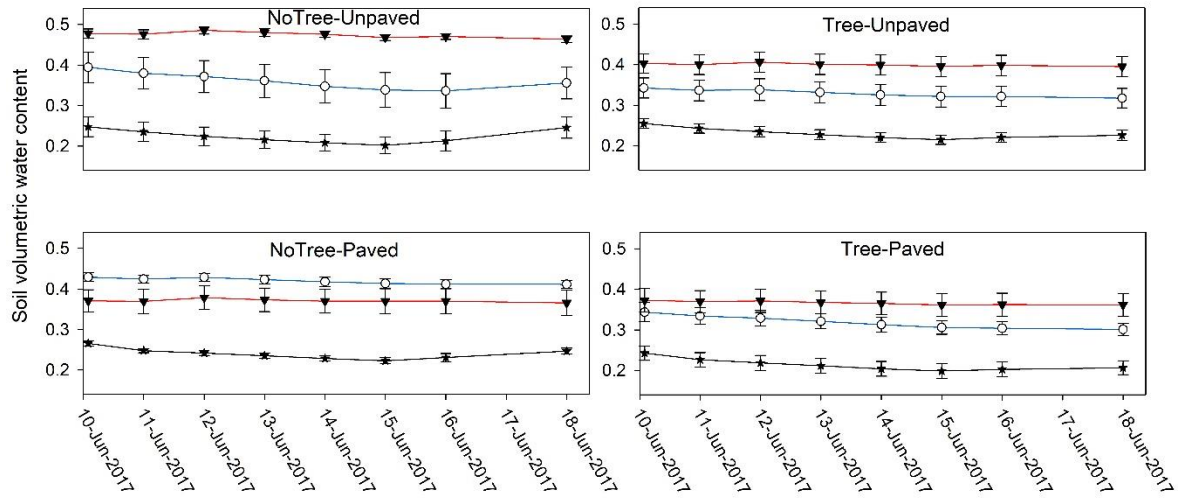 Soil volumetric water content
NoTree-Unpaved
0.5
0.4
0.3
0.2
Tree-Unpaved
0.5
0.4
0.3
0.2
NoTree-Paved
0.5
0.4
0.3
0.2
10-Jun-2017
11-Jun-2017
12-Jun-2017
13-Jun-2017
14-Jun-2017
15-Jun-2017
16-Jun-2017
17-Jun-2017
18-Jun-2017
Tree-Paved
0.5
0.4
0.3
0.2
10-Jun-2017
11-Jun-2017
12-Jun-2017
13-Jun-2017
14-Jun-2017
15-Jun-2017
16-Jun-2017
17-Jun-2017
18-Jun-2017